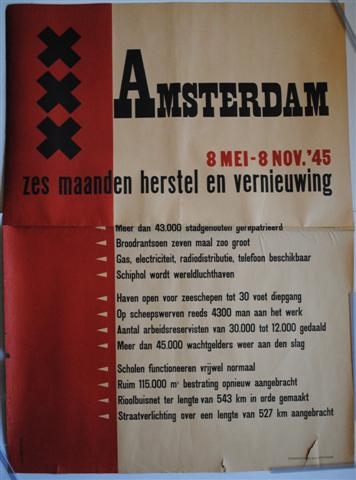 AMSTERDAM
8 MEI - 8 NOV. '45
zes maanden herstel en vernieuwing
Meer dan 43.000 stadgenooten gerepatrieerd
Broodrantsoen zeven maal zoo groot
Gas, electriciteit, radiodistributie, telefoon beschikbaar
Schiphol wordt wereldluchthaven
Haven open voor zeeschepen tot 30 voet diepgang
Op scheepswerven reeds 4300 man aan het werk
Aantal arbeidsreservisten van 30.000 tot 12.000 gedaald
Meer dan 45.000 wachtgelders weer aan den slag
Scholen functioneeren vrijwel normaal
Ruim 115.000 m² bestrating opnieuw aangebracht
Rioolbuisnet ter lengte van 543 km in orde gemaakt
Straatverlichting over een lengte van 527 km aangebracht